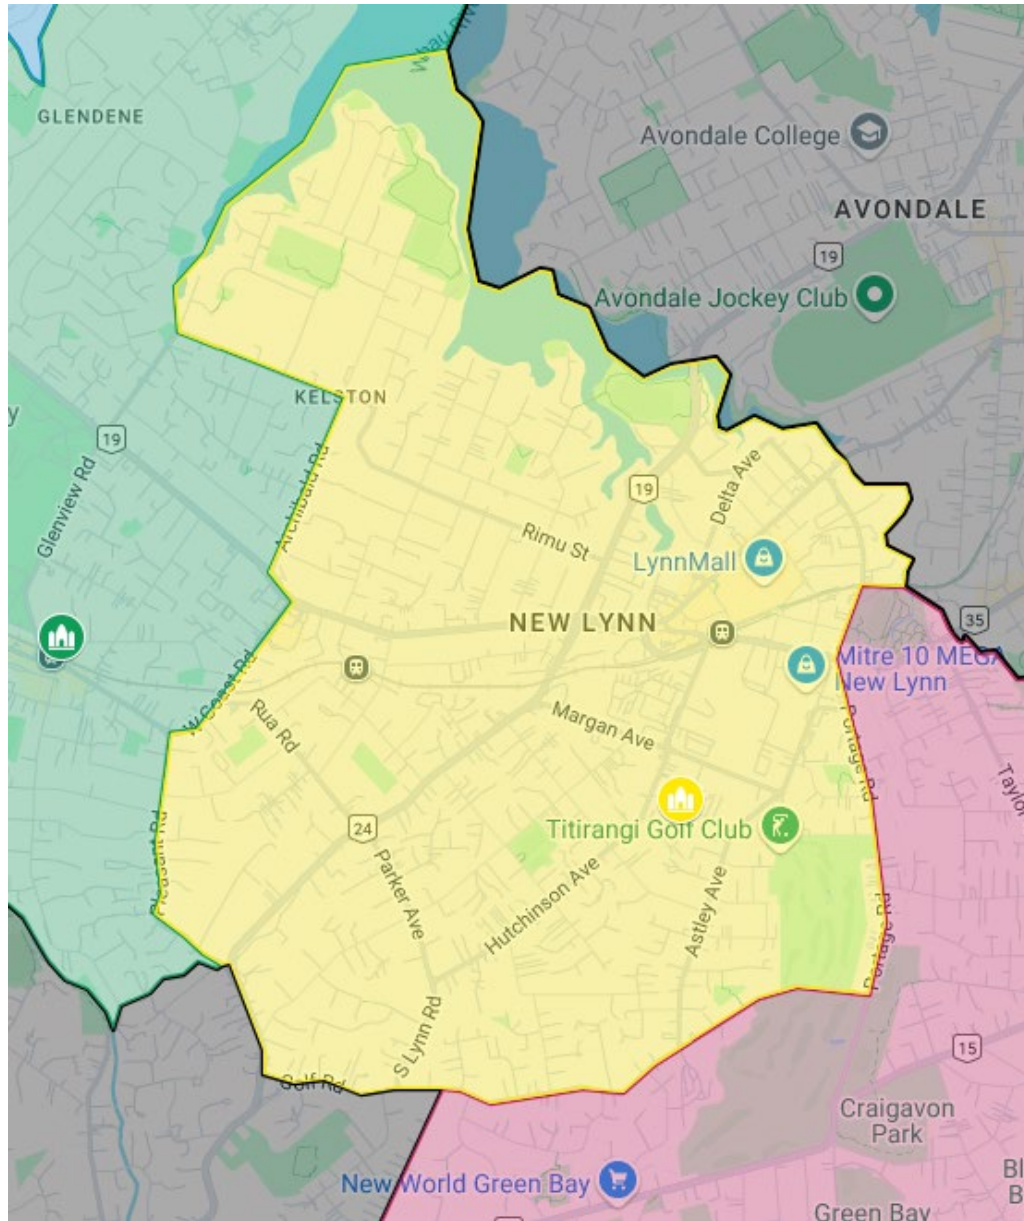 Whau Riv
GLENDENE
Avondale College
AVONDALE
19
Avondale Jockey Club
KELSTON
y
19
Glenview Rd
Archibald Rd
19
Delta Ave
Rimu St
LynnMall
NEW LYNN
35
Mitre 10 MEGA
New Lynn
W Coast Rd
Rua Rd
Margan Ave
Portage Rd
Taylor
24
Titirangi Golf Club
Pleasant Rd
Parker Ave
Hutchinson Ave
Astley Ave
Portage Rd
S Lynn Rd
15
Golf Rd
Craigavon
Park
New World Green Bay
Bl
B
Green Bay